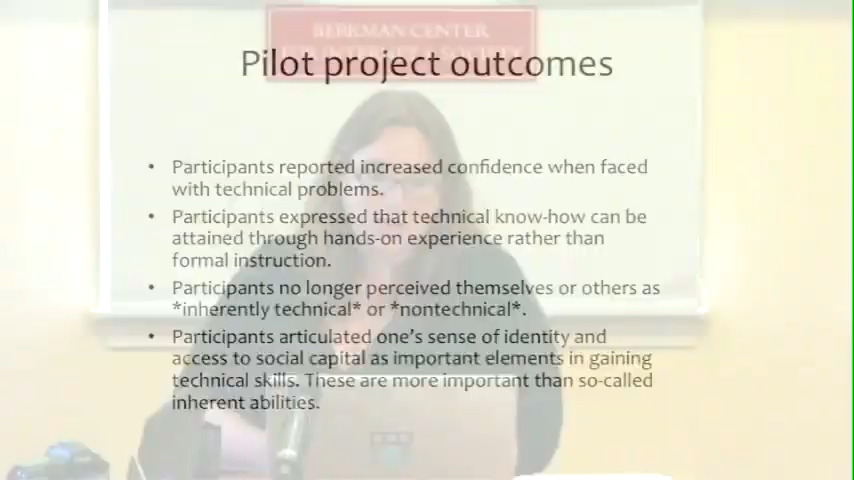 BERKMAN CENTER
Pilot project outcomes
• Participants reported increased confidence when faced
with technical problems.
• Participants expressed that technical know-how can be
attained through hands-on experience rather than
formal instruction.
• Participants no longer perceived themselves or others as
*inherently technical* or *nontechnical*.
• Participants articulated one's sense of identity and
access to social capital as important elements in gaining
technical skills. These are more important than so-called
inherent abilities.